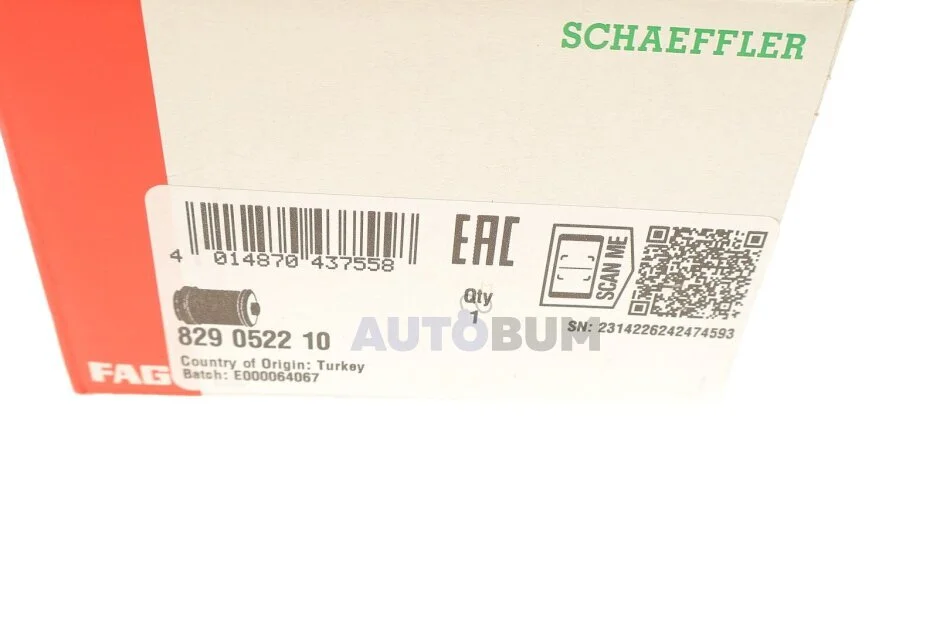 SCHAEFFLER
4 014870 437558
EAC
SCAN ME
Qty
1
SN: 2314226242474593
829 0522 10
AUTOBUM
Country of Origin: Turkey
Batch: E000064067
FAG